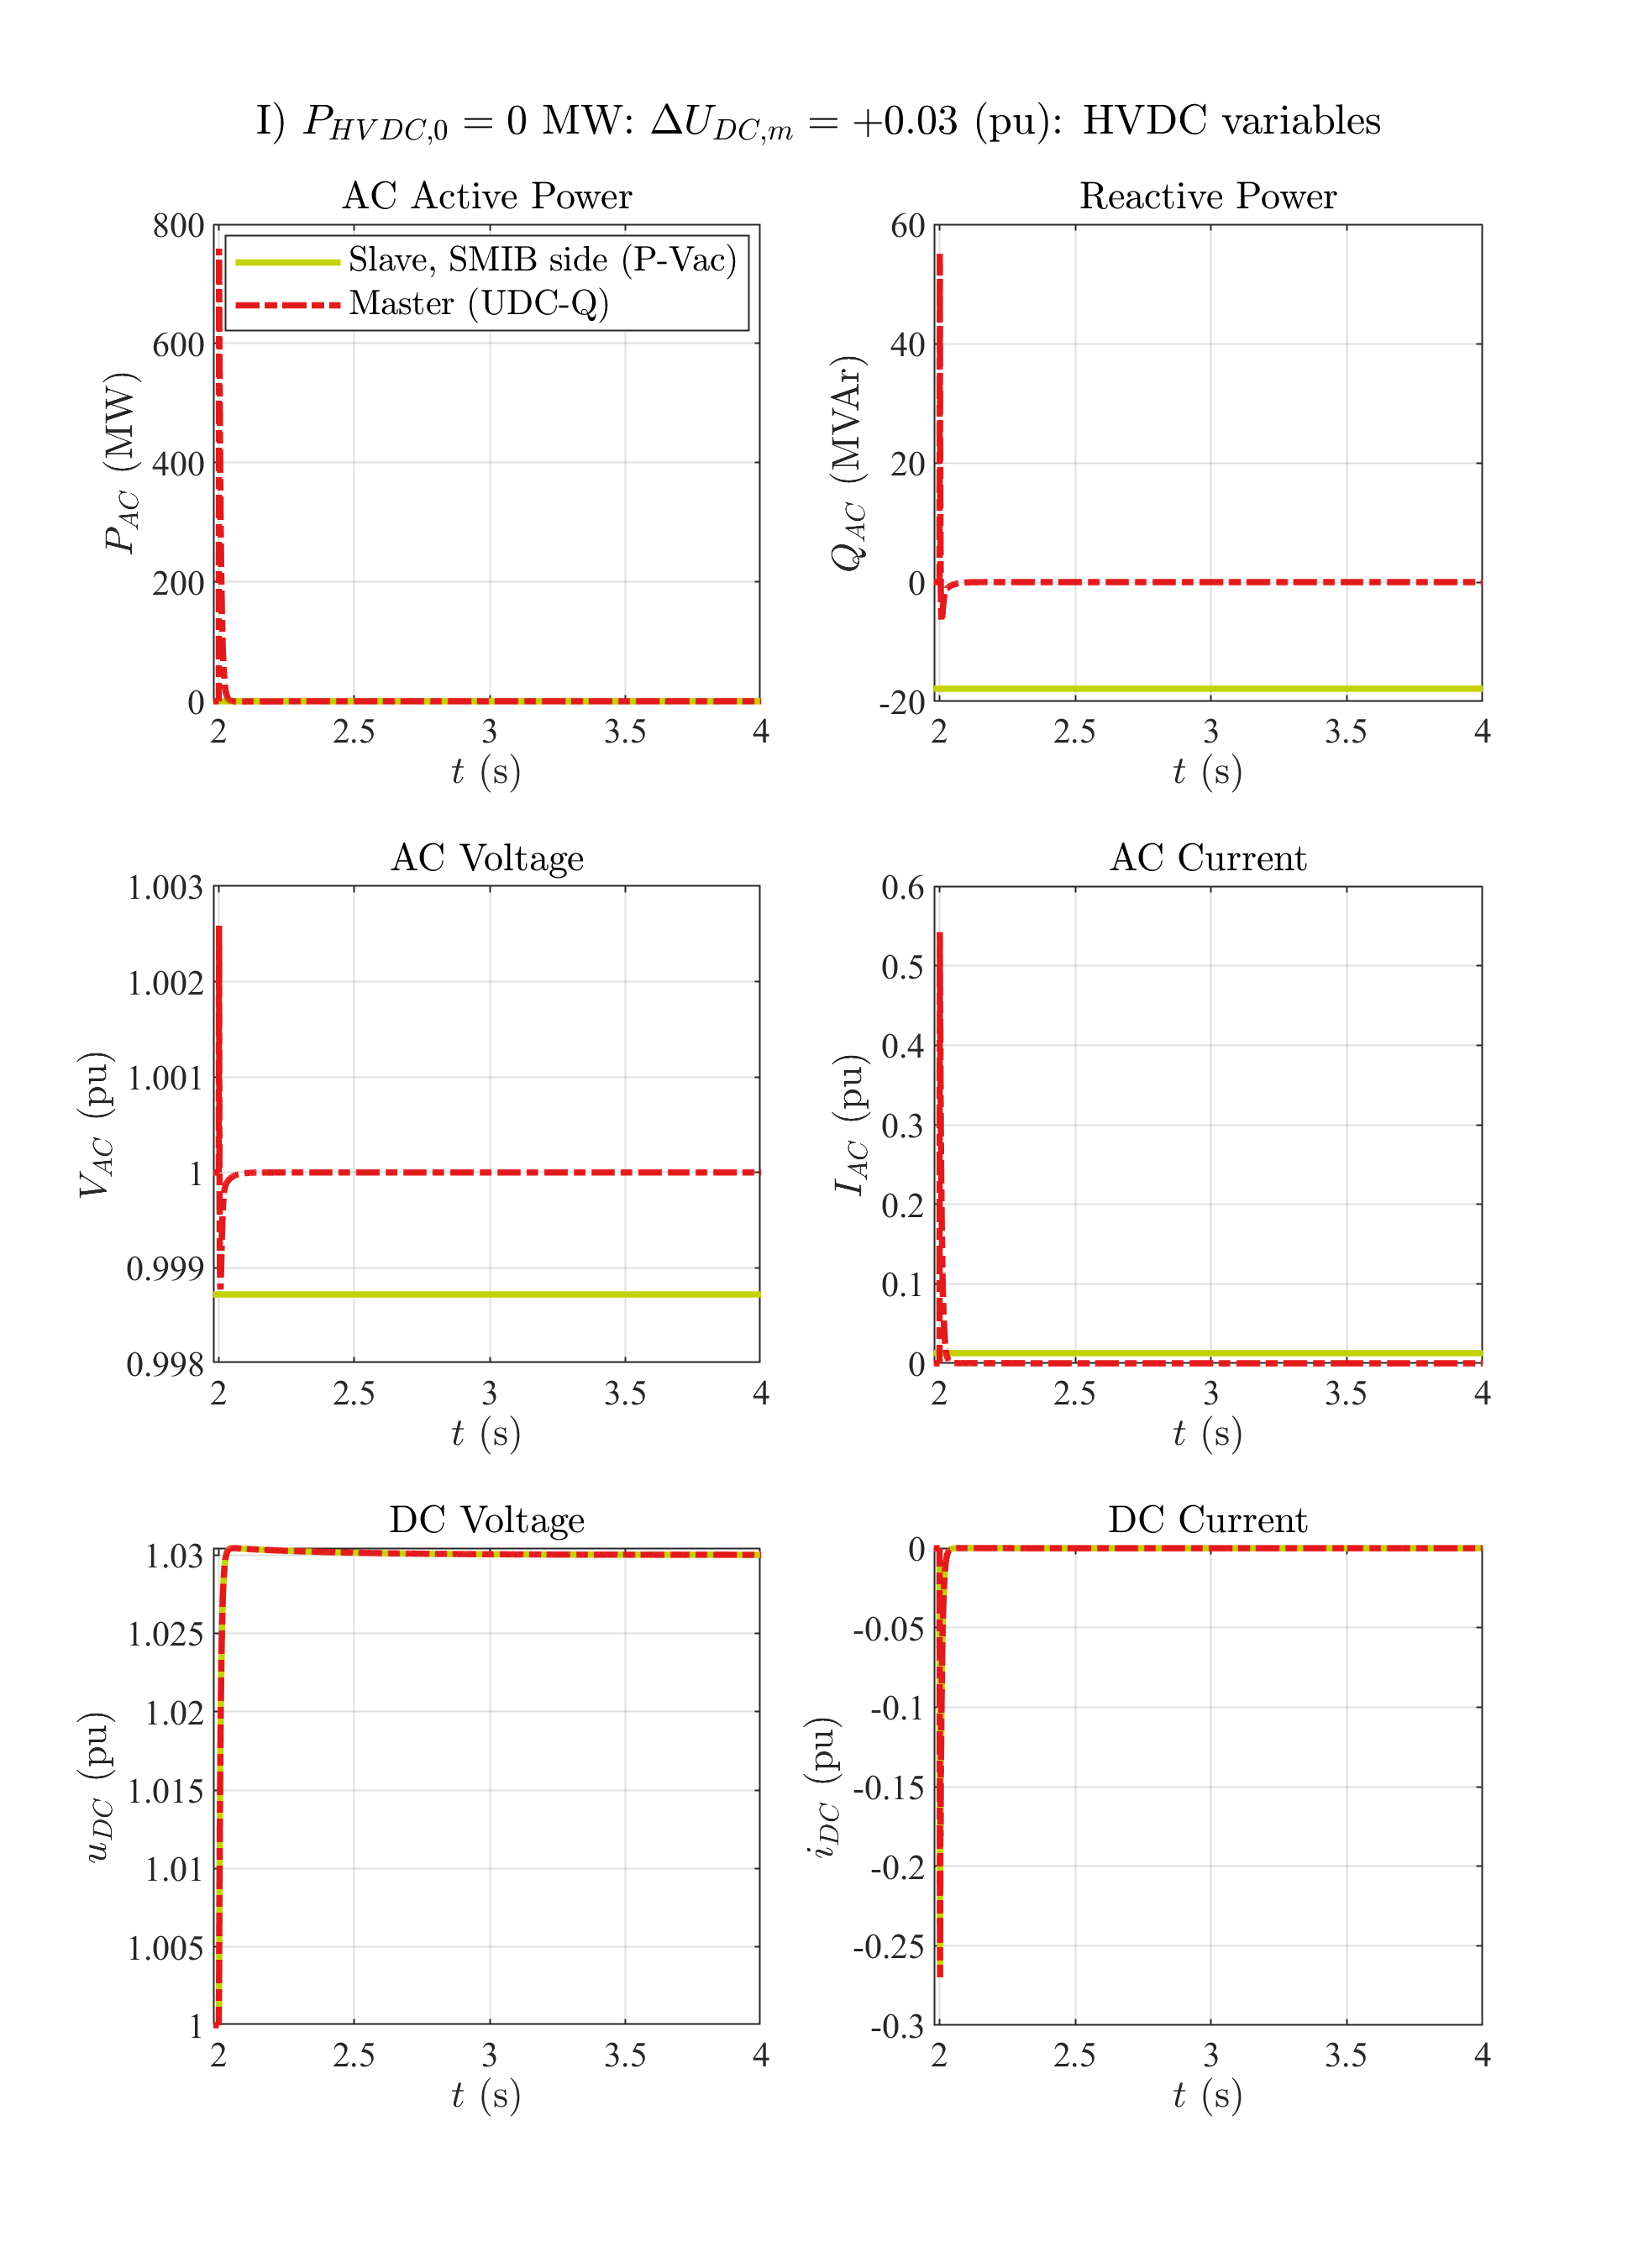 I) P_{HVDC,0} = 0 MW: ΔU_{DC,m} = +0.03 (pu): HVDC variables
AC Active Power
800
600
400
200
0
P_{AC} (MW)
Slave, SMIB side (P-Vac)
Master (UDC-Q)
2 2.5 3 3.5 4
t (s)
Reactive Power
60
40
20
0
-20
Q_{AC} (MVAr)
2 2.5 3 3.5 4
t (s)
AC Voltage
1.003
1.002
1.001
1
0.999
0.998
V_{AC} (pu)
2 2.5 3 3.5 4
t (s)
AC Current
0.6
0.5
0.4
0.3
0.2
0.1
0
I_{AC} (pu)
2 2.5 3 3.5 4
t (s)
DC Voltage
1.03
1.025
1.02
1.015
1.01
1.005
1
u_{DC} (pu)
2 2.5 3 3.5 4
t (s)
DC Current
0
-0.05
-0.1
-0.15
-0.2
-0.25
-0.3
i_{DC} (pu)
2 2.5 3 3.5 4
t (s)